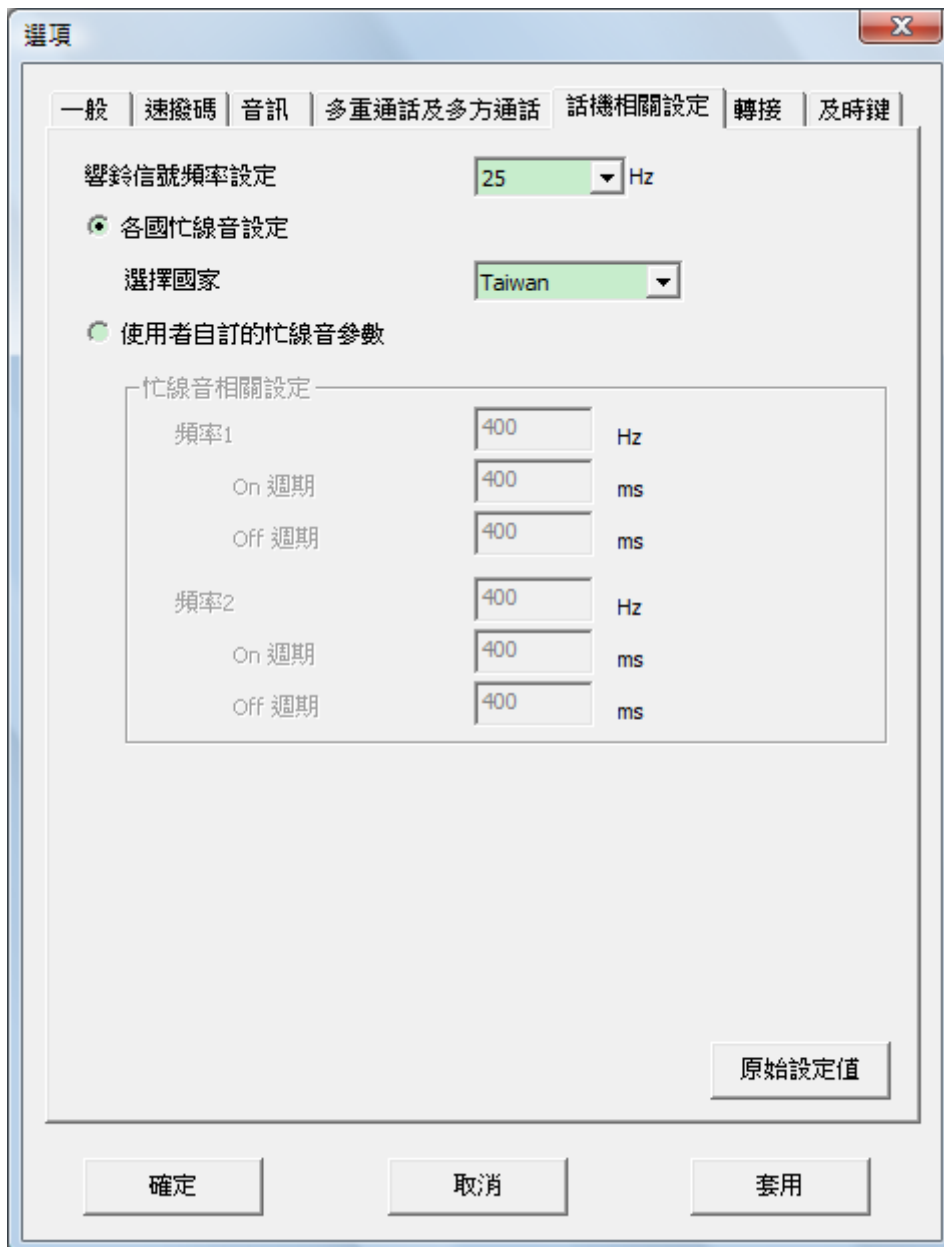 選項
一般 速撥碼 音訊 多重通話及多方通話 話機相關設定 轉接 及時鍵
響鈴信號頻率設定 25 Hz
各國忙線音設定
選擇國家 Taiwan
使用者自訂的忙線音參數
忙線音相關設定
頻率1 400 Hz
On 週期 400 ms
Off 週期 400 ms
頻率2 400 Hz
On 週期 400 ms
Off 週期 400 ms
原始設定值
確定 取消 套用